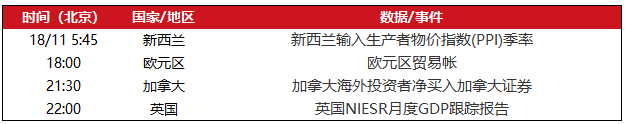 时间（北京） 国家/地区 数据/事件
18/11 5:45 新西兰 新西兰输入生产者物价指数(PPI)季率
18:00 欧元区 欧元区贸易帐
21:30 加拿大 加拿大海外投资者净买入加拿大证券
22:00 英国 英国NIESR月度GDP跟踪报告